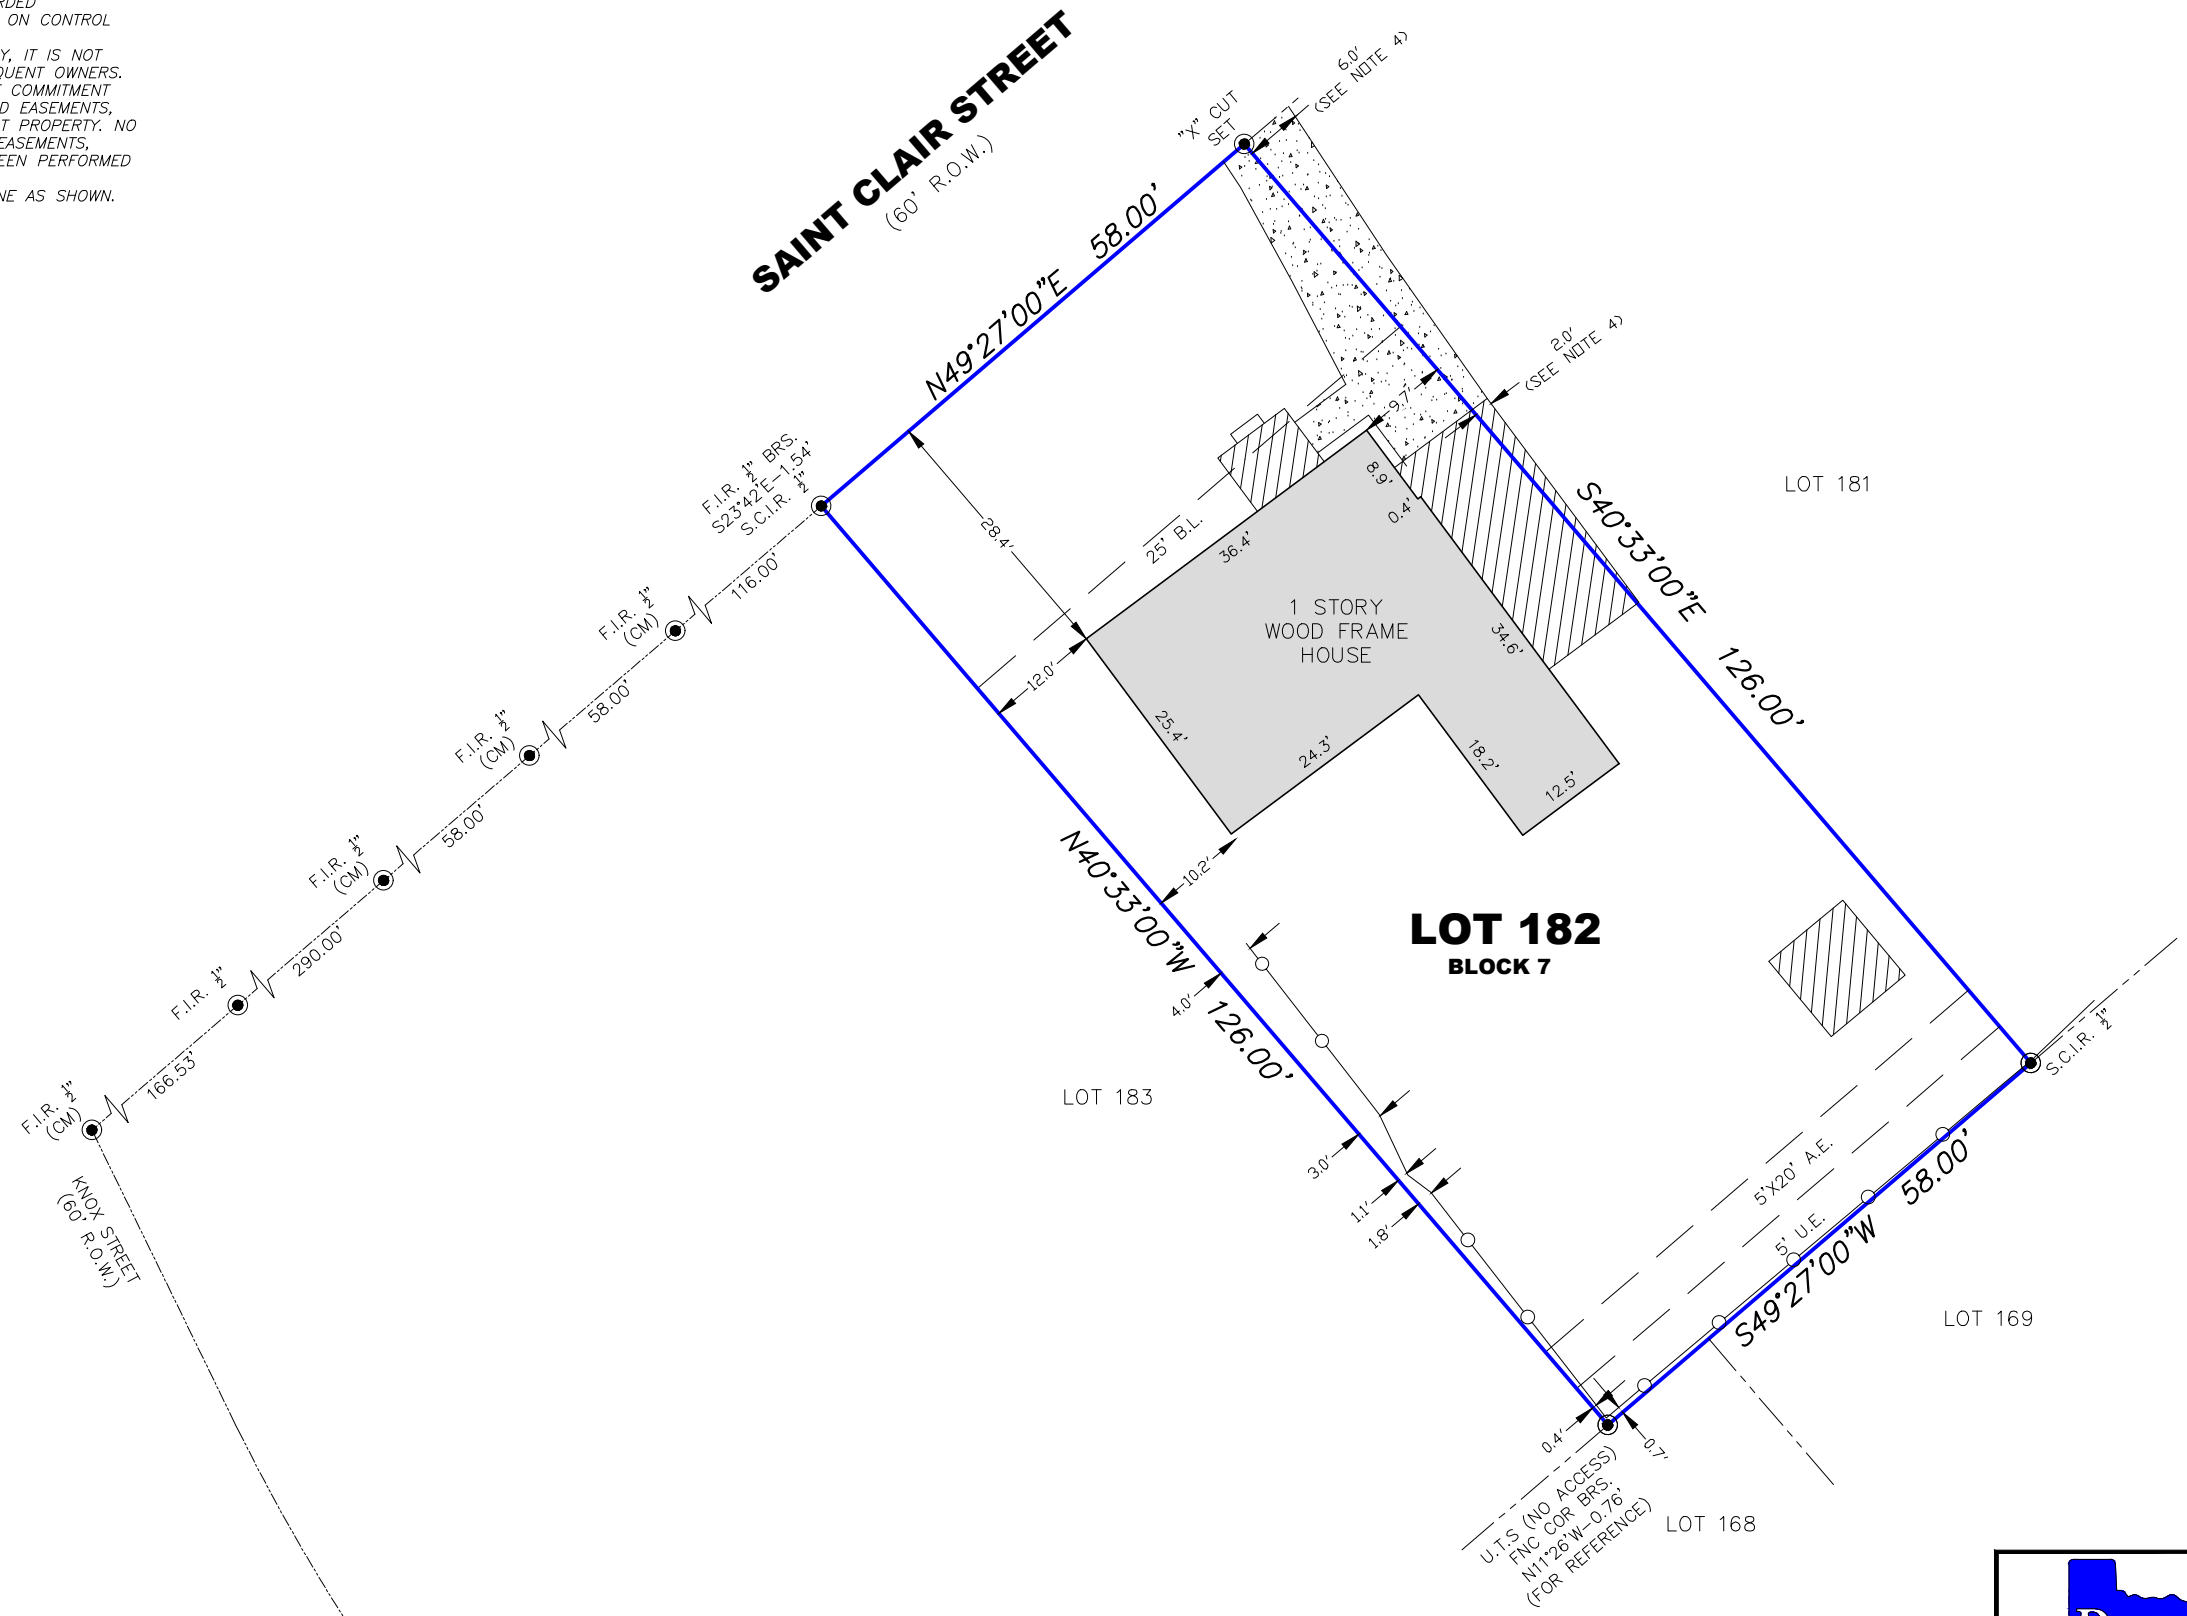 RDED
ON CONTROL
Y, IT IS NOT
QUENT OWNERS.
COMMITMENT
D EASEMENTS,
T PROPERTY. NO
EASEMENTS,
EEN PERFORMED
NE AS SHOWN.
SAINT CLAIR STREET
(60' R.O.W.)
"X" CUT
SET
6.0'
(SEE NOTE 4)
N49°27'00"E 58.00'
2.0'
(SEE NOTE 4)
9.7'
F.I.R. ½" BRS.
S23°42'E-1.54'
S.C.I.R. ½"
28.4'
25' B.L.
36.4'
8.9'
0.4'
S40°33'00"E 126.00'
LOT 181
1 STORY
WOOD FRAME
HOUSE
34.6'
12.0'
25.4'
24.3'
18.2'
12.5'
116.00'
F.I.R. ½"
(CM)
58.00'
F.I.R. ½"
(CM)
58.00'
F.I.R. ½"
(CM)
290.00'
F.I.R. ½"
166.53'
F.I.R. ½"
(CM)
KNOX STREET
(60' R.O.W.)
N40°33'00"W 126.00'
10.2'
LOT 182
BLOCK 7
4.0'
LOT 183
3.0'
1.1'
1.8'
S.C.I.R. ½"
5'X20' A.E.
5' U.E.
S49°27'00"W 58.00'
LOT 169
0.4'
0.7'
U.T.S (NO ACCESS)
FNC COR BRS.
N11°26'W-0.76'
(FOR REFERENCE)
LOT 168